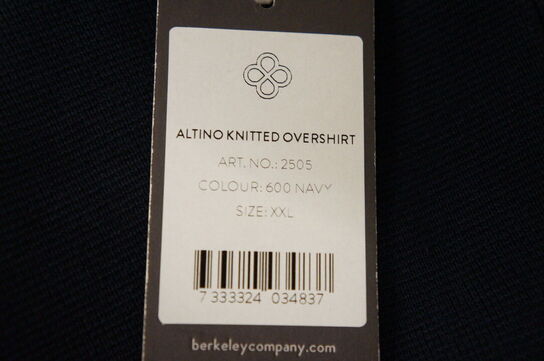 ALTINO KNITTED OVERSHIRT
ART. NO.: 2505
COLOUR: 600 NAVY
SIZE: XXL
7 333324 034837
berkeleycompany.com